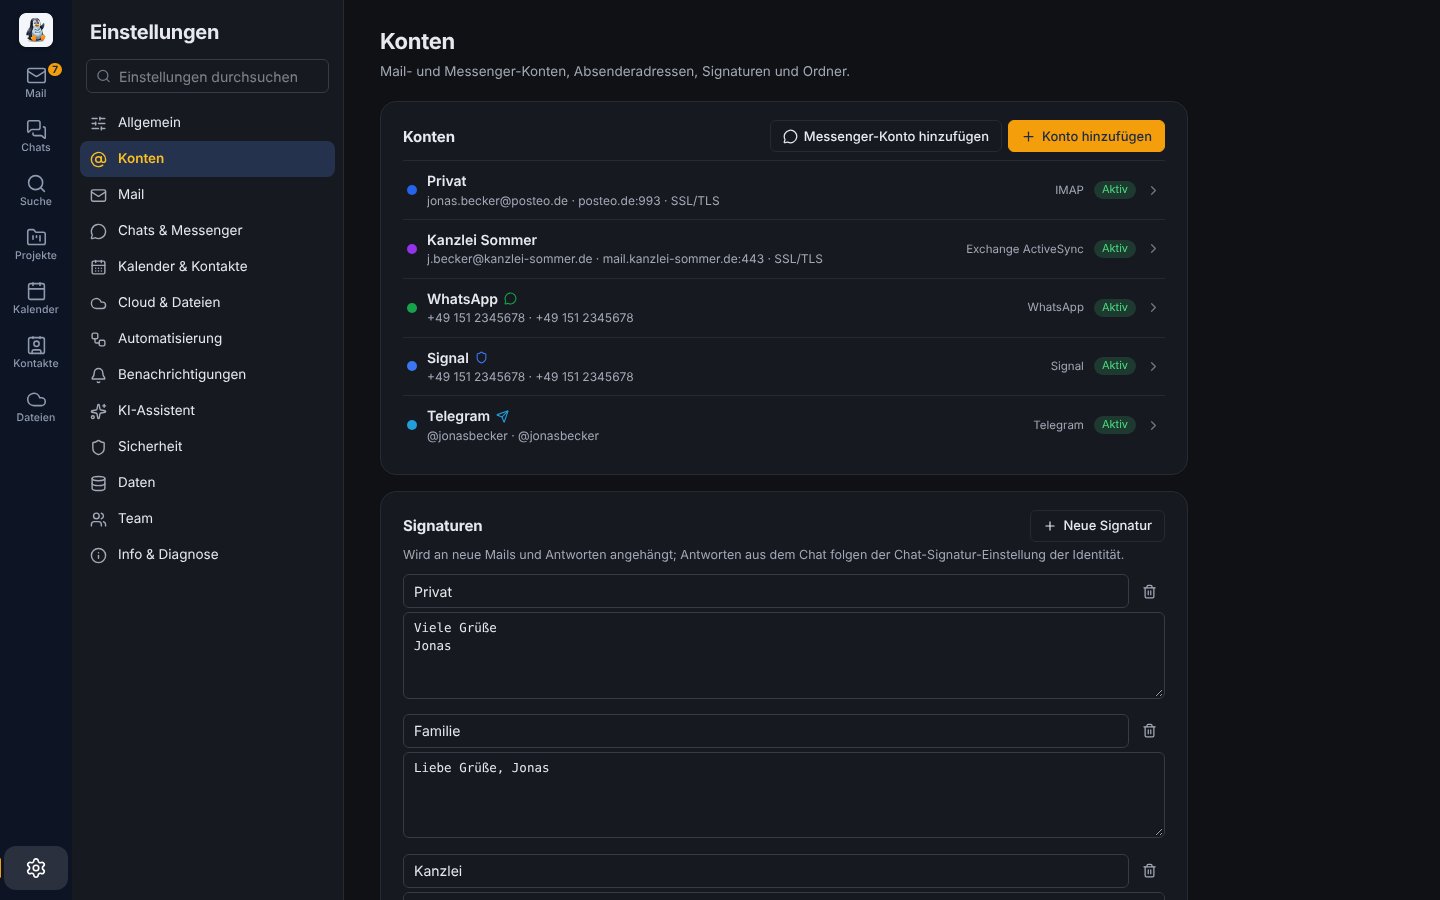 Einstellungen
Einstellungen durchsuchen
7
Mail
Chats
Suche
Projekte
Kalender
Kontakte
Dateien
Allgemein
Konten
Mail
Chats & Messenger
Kalender & Kontakte
Cloud & Dateien
Automatisierung
Benachrichtigungen
KI-Assistent
Sicherheit
Daten
Team
Info & Diagnose
Konten
Mail- und Messenger-Konten, Absenderadressen, Signaturen und Ordner.
Konten
Messenger-Konto hinzufügen
Konto hinzufügen
Privat
jonas.becker@posteo.de · posteo.de:993 · SSL/TLS
IMAP Aktiv
Kanzlei Sommer
j.becker@kanzlei-sommer.de · mail.kanzlei-sommer.de:443 · SSL/TLS
Exchange ActiveSync Aktiv
WhatsApp
+49 151 2345678 · +49 151 2345678
WhatsApp Aktiv
Signal
+49 151 2345678 · +49 151 2345678
Signal Aktiv
Telegram
@jonasbecker · @jonasbecker
Telegram Aktiv
Signaturen
Neue Signatur
Wird an neue Mails und Antworten angehängt; Antworten aus dem Chat folgen der Chat-Signatur-Einstellung der Identität.
Privat
Viele Grüße
Jonas
Familie
Liebe Grüße, Jonas
Kanzlei